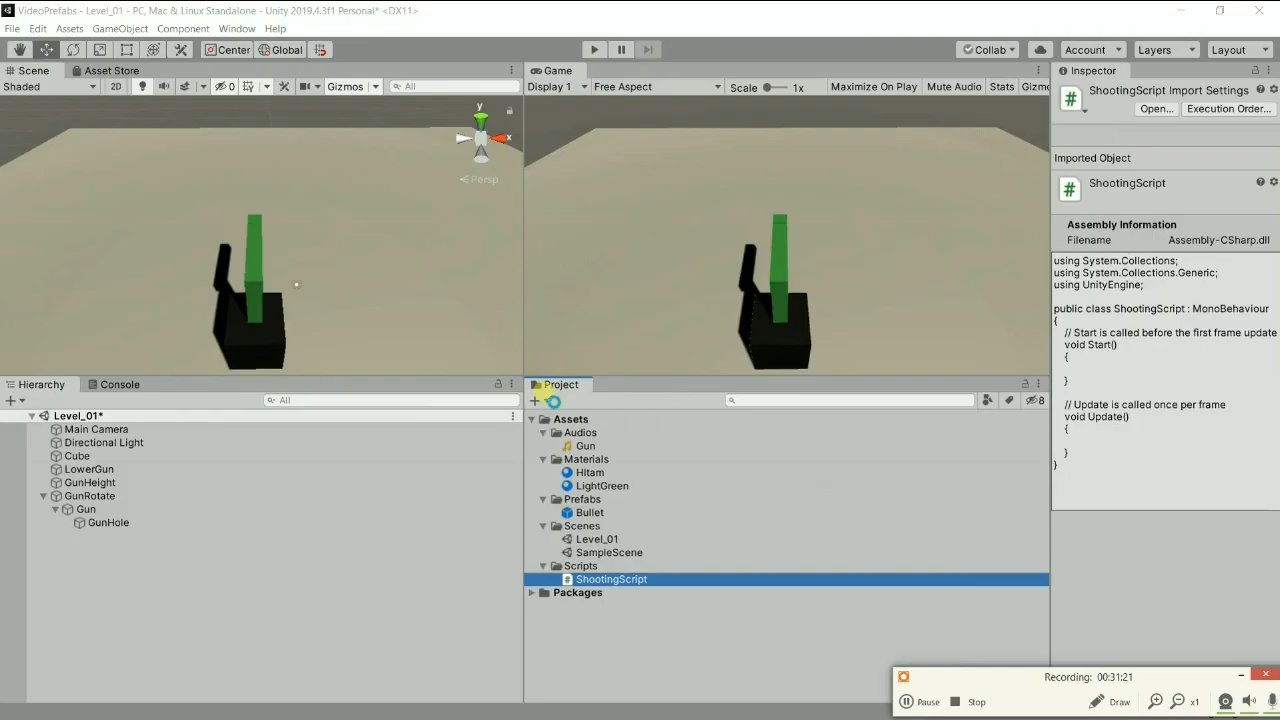 VideoPrefabs - Level_01 - PC, Mac & Linux Standalone - Unity 2019.4.3f1 Personal* <DX11>
File Edit Assets GameObject Component Window Help
Center Global Collab Account Layers Layout
Scene Asset Store
Shaded 2D 0 Gizmos All
y
x
Persp
Game
Display 1 Free Aspect Scale 1x Maximize On Play Mute Audio Stats Gizmo
Inspector
ShootingScript Import Settings
Open... Execution Order...
Imported Object
ShootingScript
Assembly Information
Filename Assembly-CSharp.dll
using System.Collections;
using System.Collections.Generic;
using UnityEngine;
public class ShootingScript : MonoBehaviour
{
// Start is called before the first frame update
void Start()
{
}
// Update is called once per frame
void Update()
{
}
}
Hierarchy Console
All
Level_01*
Main Camera
Directional Light
Cube
LowerGun
GunHeight
GunRotate
Gun
GunHole
Project
8
Assets
Audios
Gun
Materials
HItam
LightGreen
Prefabs
Bullet
Scenes
Level_01
SampleScene
Scripts
ShootingScript
Packages
Recording: 00:31:21
Pause Stop Draw x1